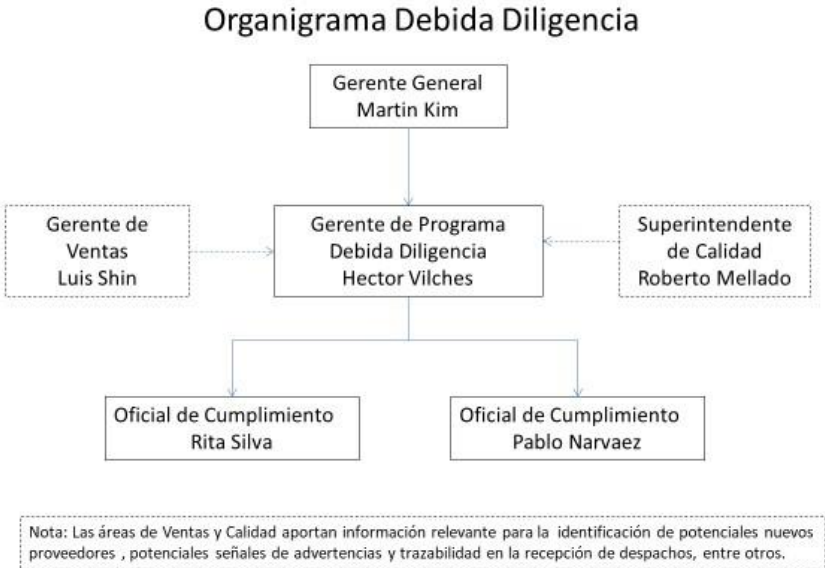 Organigrama Debida Diligencia
Gerente General
Martin Kim
Gerente de
Ventas
Luis Shin
Gerente de Programa
Debida Diligencia
Hector Vilches
Superintendente
de Calidad
Roberto Mellado
Oficial de Cumplimiento
Rita Silva
Oficial de Cumplimiento
Pablo Narvaez
Nota: Las áreas de Ventas y Calidad aportan información relevante para la identificación de potenciales nuevos
proveedores , potenciales señales de advertencias y trazabilidad en la recepción de despachos, entre otros.